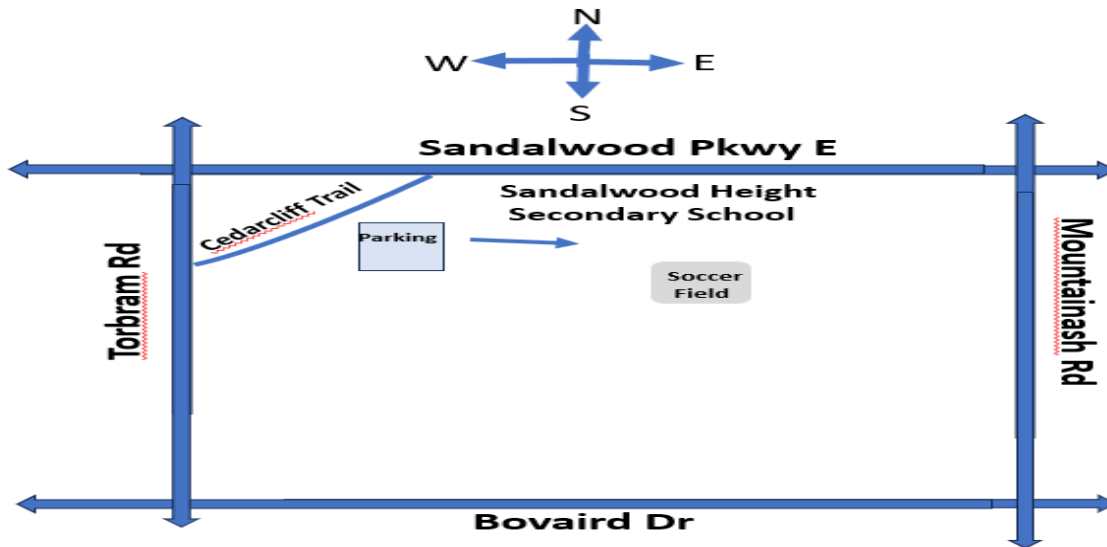 N
W
E
S
Sandalwood Pkwy E
Sandalwood Height
Secondary School
Cedarcliff Trail
Parking
Soccer
Field
Torbram Rd
Mountainash Rd
Bovaird Dr